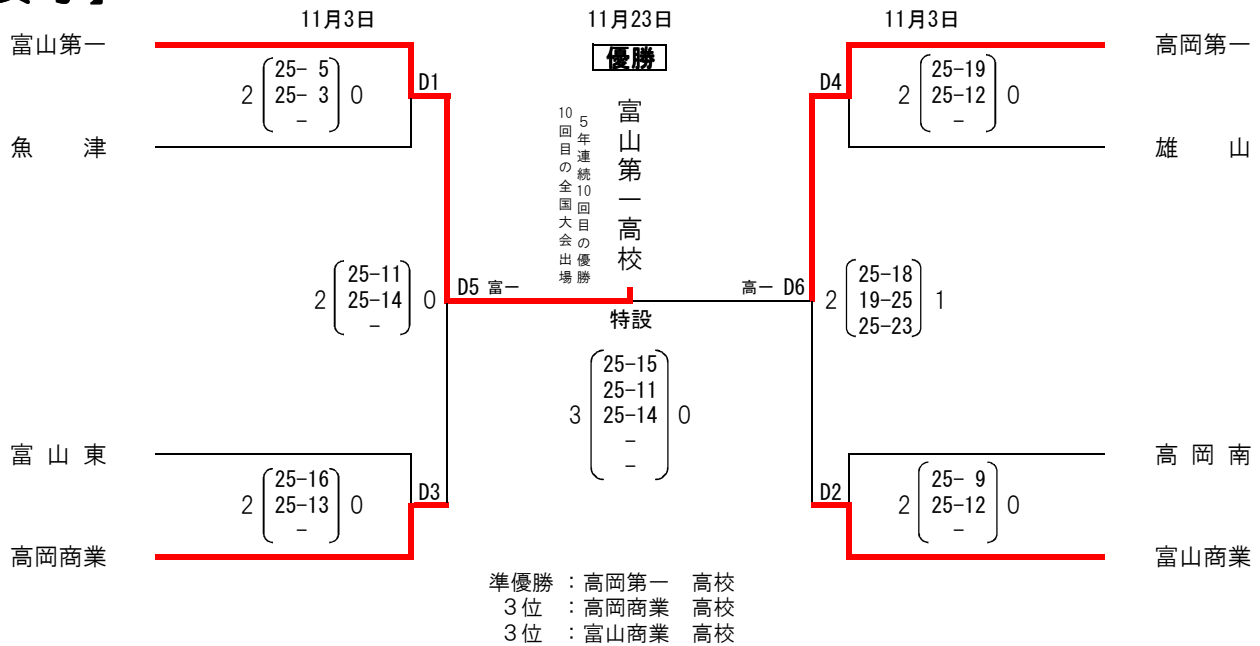 11月3日
11月23日
11月3日
富山第一
高岡第一
優勝
2
25- 5
25- 3
-
0
D1
D4
2
25-19
25-12
-
0
魚 津
雄 山
富山第一高校
5年連続10回目の優勝
10回目の全国大会出場
2
25-11
25-14
-
0
D5 富一
高一 D6
2
25-18
19-25
25-23
1
特設
3
25-15
25-11
25-14
-
-
0
富山東
高岡南
2
25-16
25-13
-
0
D3
D2
2
25- 9
25-12
-
0
高岡商業
富山商業
準優勝 :高岡第一 高校
3位 :高岡商業 高校
3位 :富山商業 高校